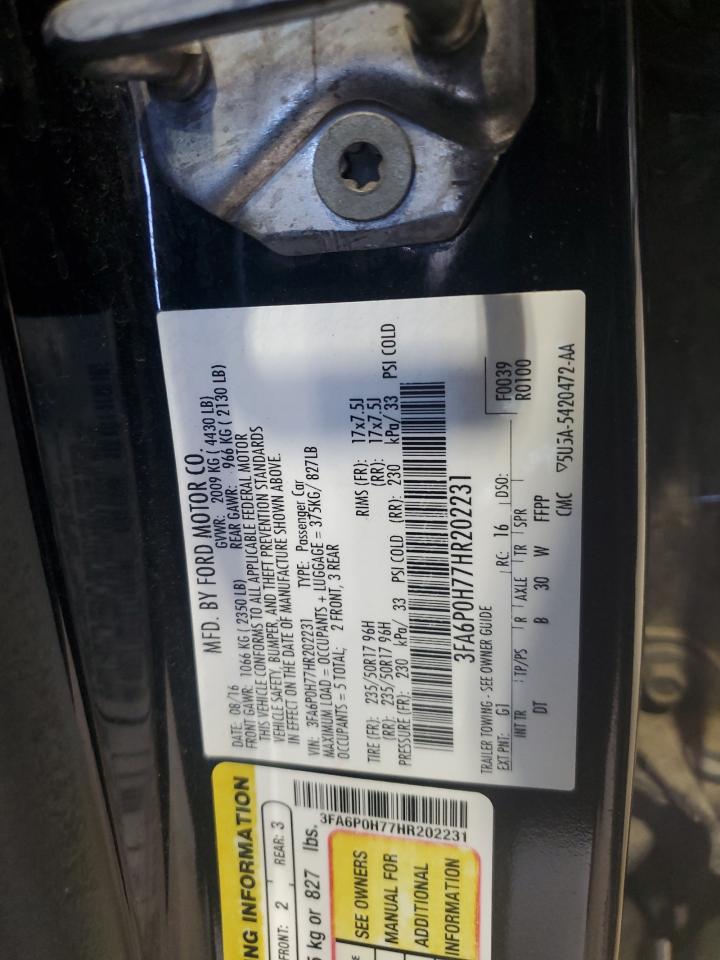 MFD. BY FORD MOTOR CO.
DATE: 08/16 GVWR: 2009 KG ( 4430 LB)
FRONT GAWR: 1066 KG ( 2350 LB) REAR GAWR: 966 KG ( 2130 LB)
THIS VEHICLE CONFORMS TO ALL APPLICABLE FEDERAL MOTOR
VEHICLE SAFETY, BUMPER, AND THEFT PREVENTION STANDARDS
IN EFFECT ON THE DATE OF MANUFACTURE SHOWN ABOVE.
VIN: 3FA6P0H77HR202231 TYPE: Passenger Car
MAXIMUM LOAD = OCCUPANTS + LUGGAGE = 375KG/ 827LB
OCCUPANTS = 5 TOTAL; 2 FRONT, 3 REAR
TIRE (FR): 235/50R17 96H RIMS (FR): 17x7.5J
(RR): 235/50R17 96H (RR): 17x7.5J
PRESSURE (FR): 230 kPa/ 33 PSI COLD (RR): 230 kPa/ 33 PSI COLD
3FA6P0H77HR202231
TRAILER TOWING - SEE OWNER GUIDE F0039
EXT PNT: G1 RC: 16 DSO: R0100
INT TR TP/PS R AXLE TR SPR
DT B 30 W FFPP
CMC ▽5U5A-5420472-AA
NG INFORMATION
FRONT: 2 REAR: 3
5 kg or 827 lbs.
3FA6P0H77HR202231
SEE OWNERS
MANUAL FOR
ADDITIONAL
INFORMATION